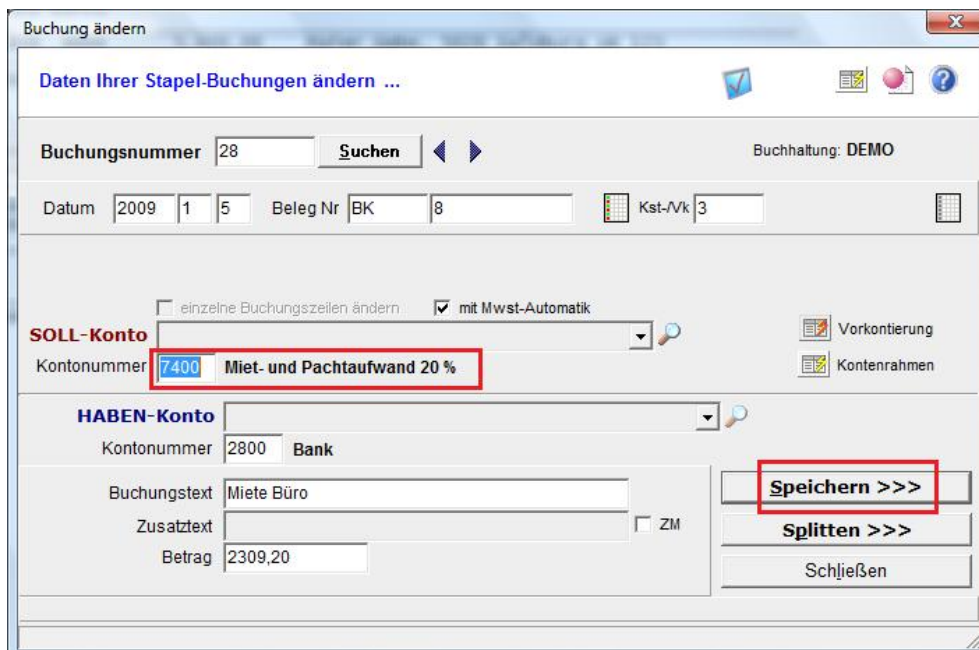 Buchung ändern
Daten Ihrer Stapel-Buchungen ändern ...
Buchungsnummer 28 Suchen Buchhaltung: DEMO
Datum 2009 1 5 Beleg Nr BK 8 Kst-/Vk 3
einzelne Buchungszeilen ändern mit Mwst-Automatik
SOLL-Konto Vorkontierung
Kontonummer 7400 Miet- und Pachtaufwand 20 % Kontenrahmen
HABEN-Konto
Kontonummer 2800 Bank
Buchungstext Miete Büro Speichern >>>
Zusatztext ZM Splitten >>>
Betrag 2309,20 Schließen